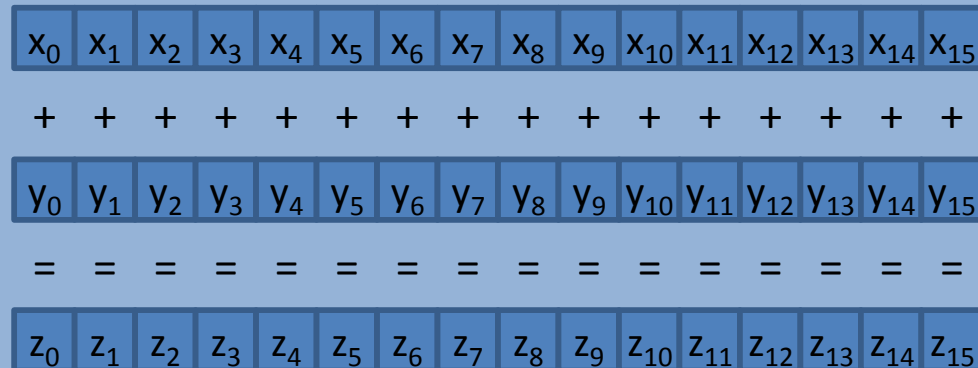 x₀ x₁ x₂ x₃ x₄ x₅ x₆ x₇ x₈ x₉ x₁₀ x₁₁ x₁₂ x₁₃ x₁₄ x₁₅
+ + + + + + + + + + + + + + + +
y₀ y₁ y₂ y₃ y₄ y₅ y₆ y₇ y₈ y₉ y₁₀ y₁₁ y₁₂ y₁₃ y₁₄ y₁₅
= = = = = = = = = = = = = = = =
z₀ z₁ z₂ z₃ z₄ z₅ z₆ z₇ z₈ z₉ z₁₀ z₁₁ z₁₂ z₁₃ z₁₄ z₁₅